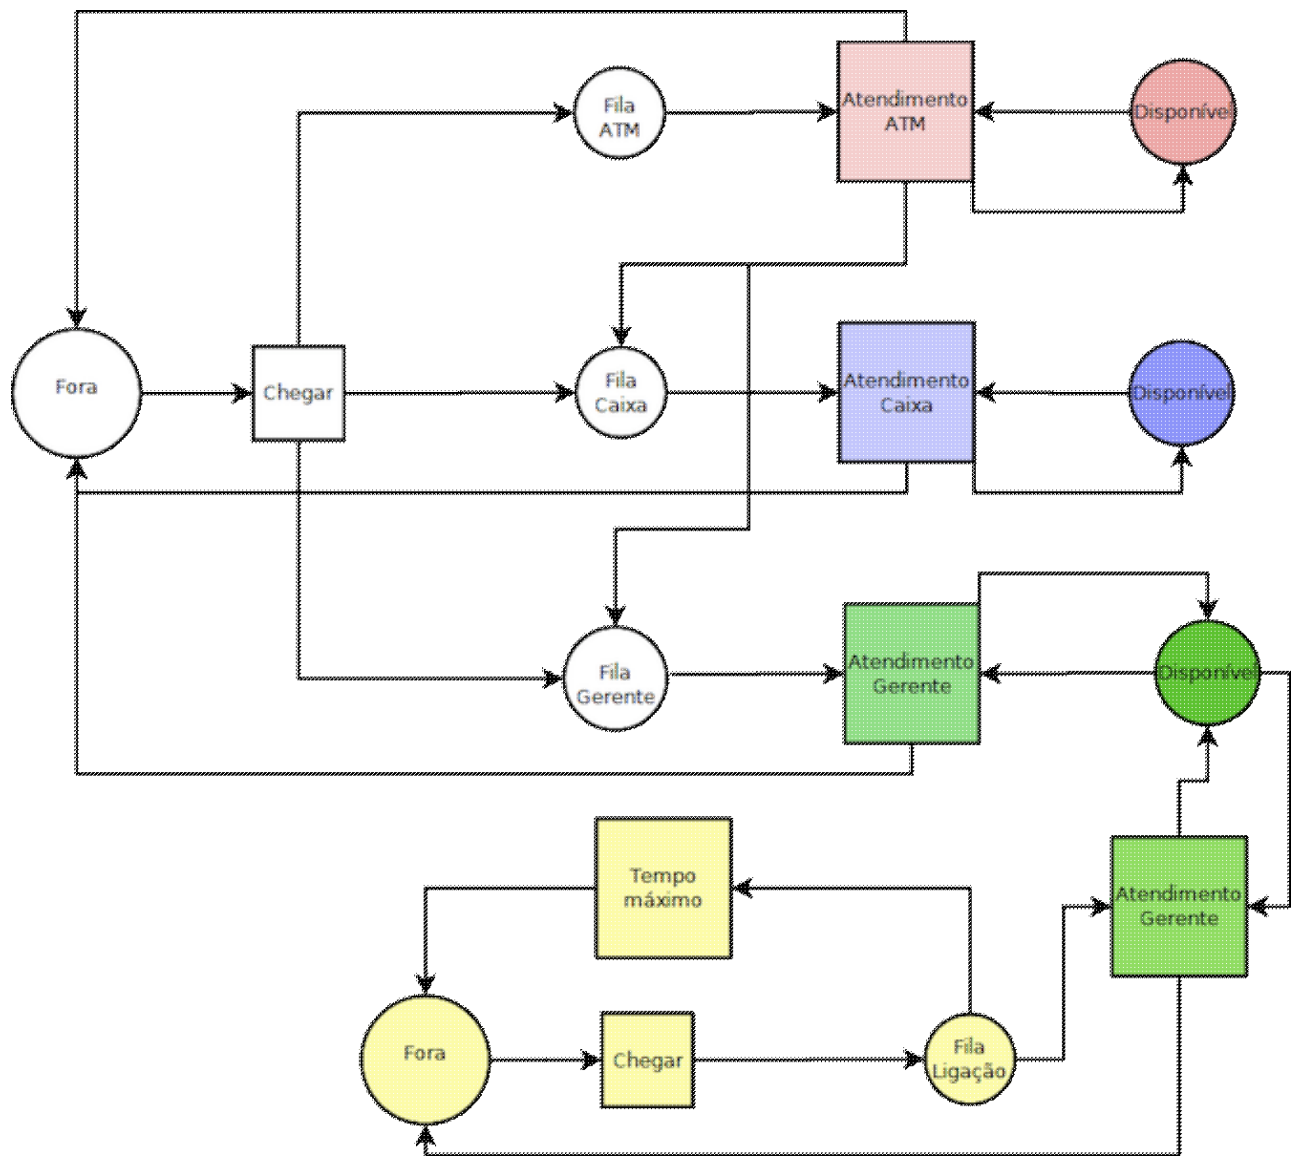 Fila
ATM
Atendimento
ATM
Disponível
Fora
Chegar
Fila
Caixa
Atendimento
Caixa
Disponível
Fila
Gerente
Atendimento
Gerente
Disponível
Tempo
máximo
Atendimento
Gerente
Fora
Chegar
Fila
Ligação